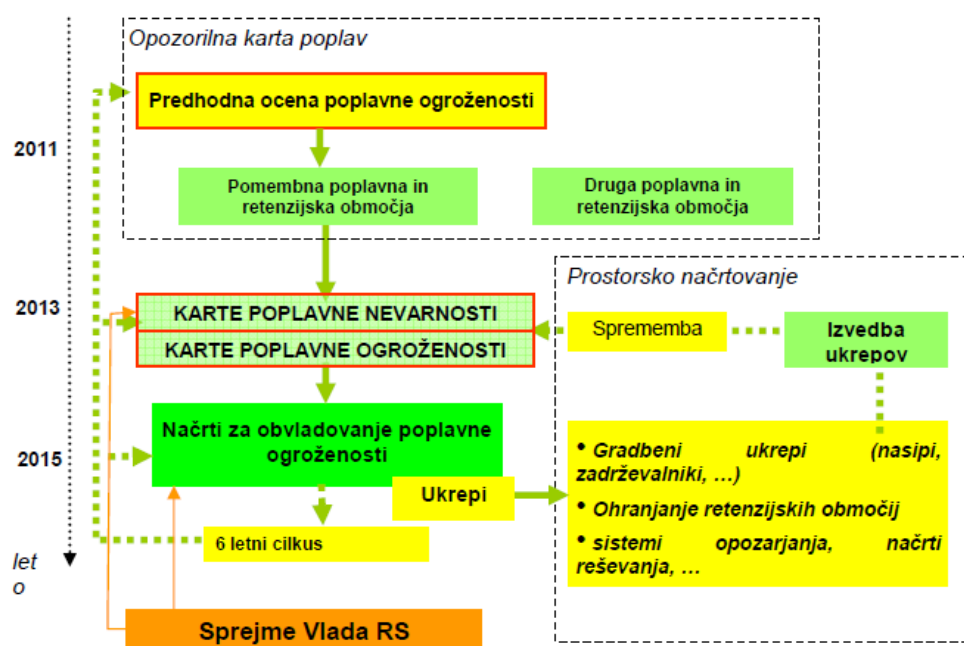 Opozorilna karta poplav
Predhodna ocena poplavne ogroženosti
2011
Pomembna poplavna in
retenzijska območja
Druga poplavna in
retenzijska območja
Prostorsko načrtovanje
2013
KARTE POPLAVNE NEVARNOSTI
KARTE POPLAVNE OGROŽENOSTI
Sprememba
Izvedba
ukrepov
Načrti za obvladovanje poplavne
ogroženosti
2015
Ukrepi
• Gradbeni ukrepi (nasipi,
zadrževalniki, …)
• Ohranjanje retenzijskih območij
• sistemi opozarjanja, načrti
reševanja, …
6 letni cilkus
let
o
Sprejme Vlada RS